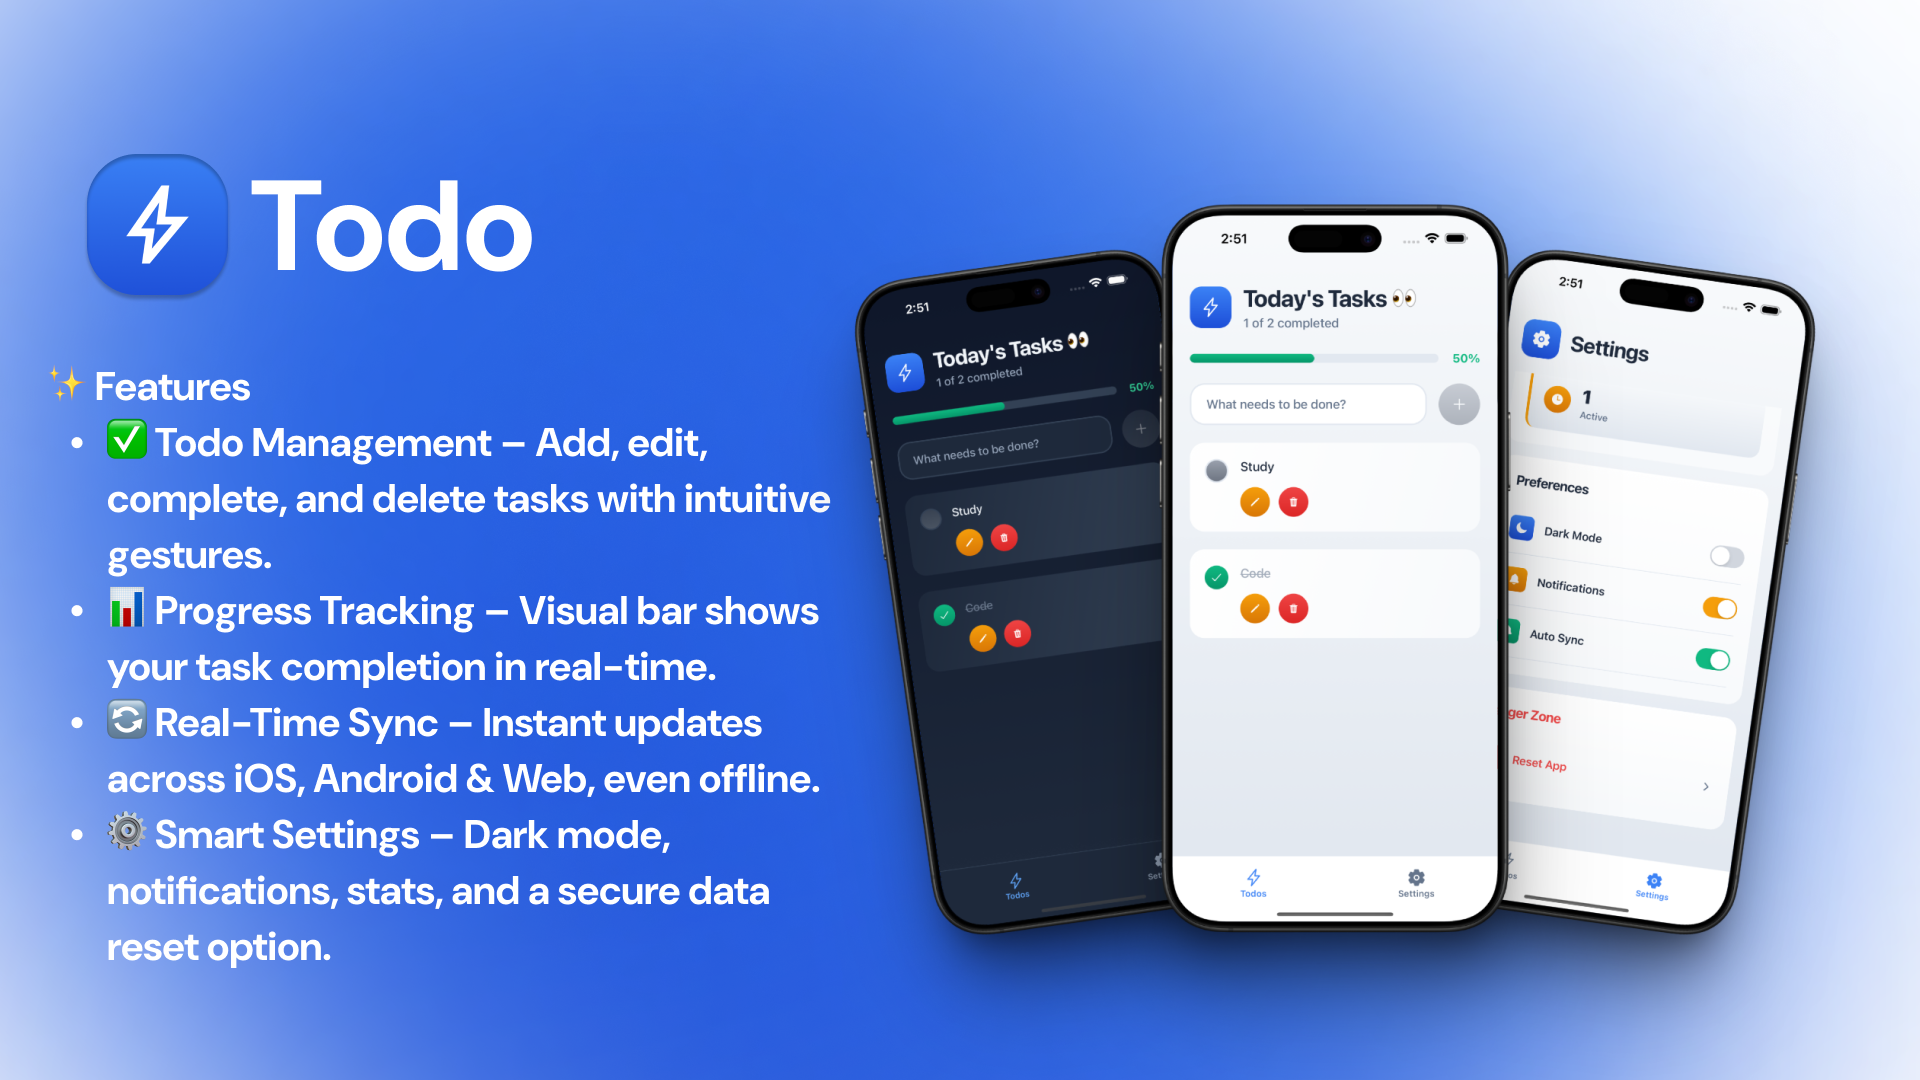 Todo
✨ Features
• ✅ Todo Management – Add, edit,
complete, and delete tasks with intuitive
gestures.
• 📊 Progress Tracking – Visual bar shows
your task completion in real-time.
• 🔄 Real-Time Sync – Instant updates
across iOS, Android & Web, even offline.
• ⚙️ Smart Settings – Dark mode,
notifications, stats, and a secure data
reset option.
2:51
Today's Tasks 👀
1 of 2 completed
50%
What needs to be done?
Study
Code
Todos
2:51
Today's Tasks 👀
1 of 2 completed
50%
What needs to be done?
Study
Code
Todos
Settings
2:51
Settings
1
Active
Preferences
Dark Mode
Notifications
Auto Sync
Zone
Reset App
Settings